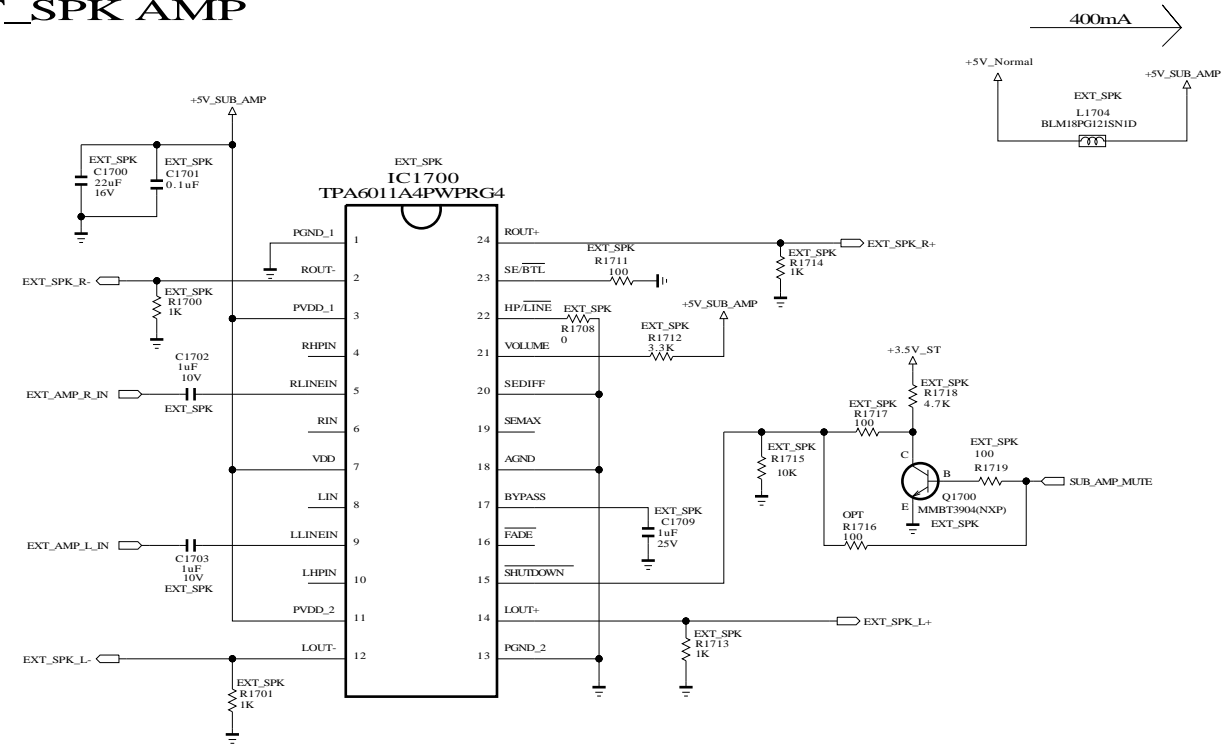 T_SPK AMP
400mA
+5V_Normal
+5V_SUB_AMP
EXT_SPK
L1704
BLM18PG121SN1D
+5V_SUB_AMP
EXT_SPK
C1700
22uF
16V
EXT_SPK
C1701
0.1uF
EXT_SPK
IC1700
TPA6011A4PWPRG4
PGND_1
1
ROUT-
2
PVDD_1
3
RHPIN
4
RLINEIN
5
RIN
6
VDD
7
LIN
8
LLINEIN
9
LHPIN
10
PVDD_2
11
LOUT-
12
24
ROUT+
23
SE/BTL
22
HP/LINE
21
VOLUME
20
SEDIFF
19
SEMAX
18
AGND
17
BYPASS
16
FADE
15
SHUTDOWN
14
LOUT+
13
PGND_2
EXT_SPK_R-
EXT_SPK
R1700
1K
C1702
1uF
10V
EXT_SPK
EXT_AMP_R_IN
EXT_AMP_L_IN
C1703
1uF
10V
EXT_SPK
EXT_SPK_L-
EXT_SPK
R1701
1K
EXT_SPK_R+
EXT_SPK
R1714
1K
EXT_SPK
R1711
100
EXT_SPK
R1708
0
+5V_SUB_AMP
EXT_SPK
R1712
3.3K
+3.5V_ST
EXT_SPK
R1718
4.7K
EXT_SPK
R1717
100
EXT_SPK
R1715
10K
C
B
E
Q1700
MMBT3904(NXP)
EXT_SPK
EXT_SPK
100
R1719
SUB_AMP_MUTE
OPT
R1716
100
EXT_SPK
C1709
1uF
25V
EXT_SPK_L+
EXT_SPK
R1713
1K